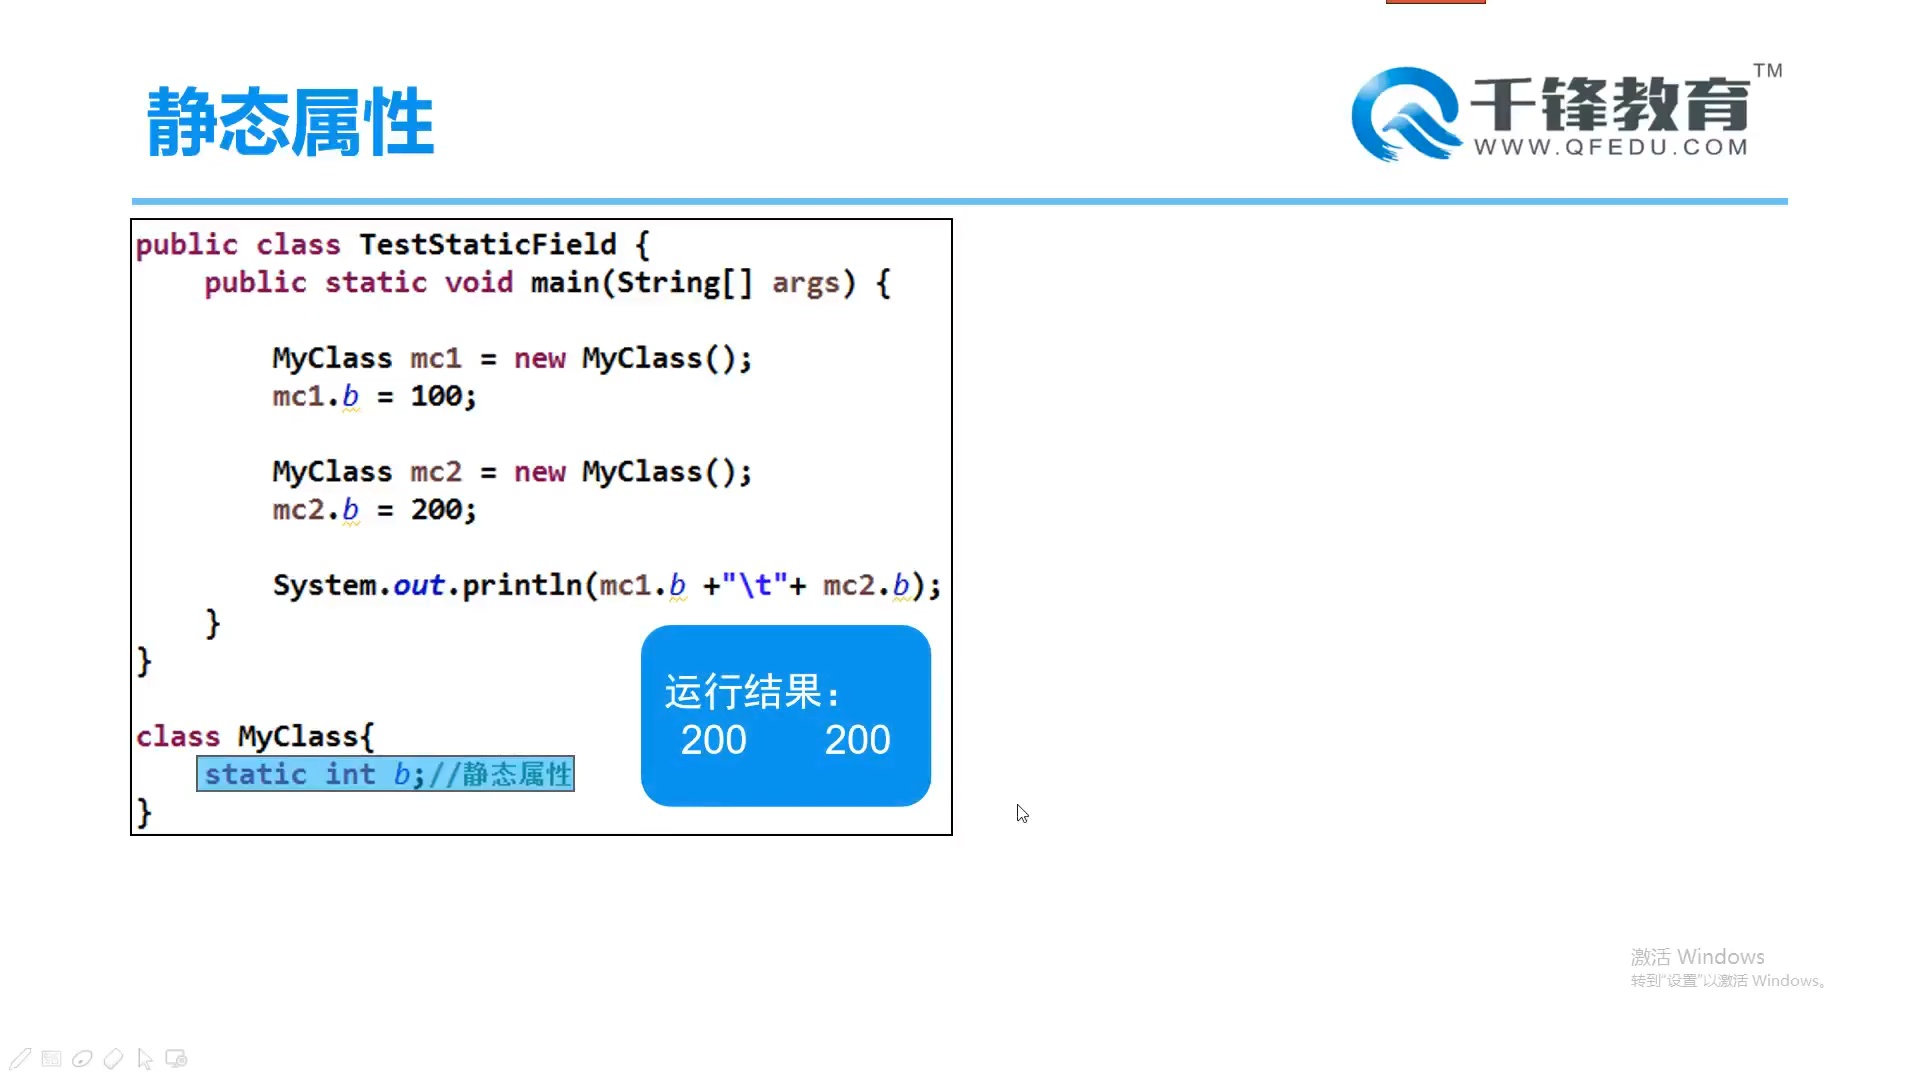 静态属性
千锋教育 TM
WWW.QFEDU.COM
public class TestStaticField {
    public static void main(String[] args) {
        MyClass mc1 = new MyClass();
        mc1.b = 100;
        MyClass mc2 = new MyClass();
        mc2.b = 200;
        System.out.println(mc1.b +"\t"+ mc2.b);
    }
}
运行结果：
200    200
class MyClass{
    static int b;//静态属性
}
激活 Windows
转到“设置”以激活 Windows。